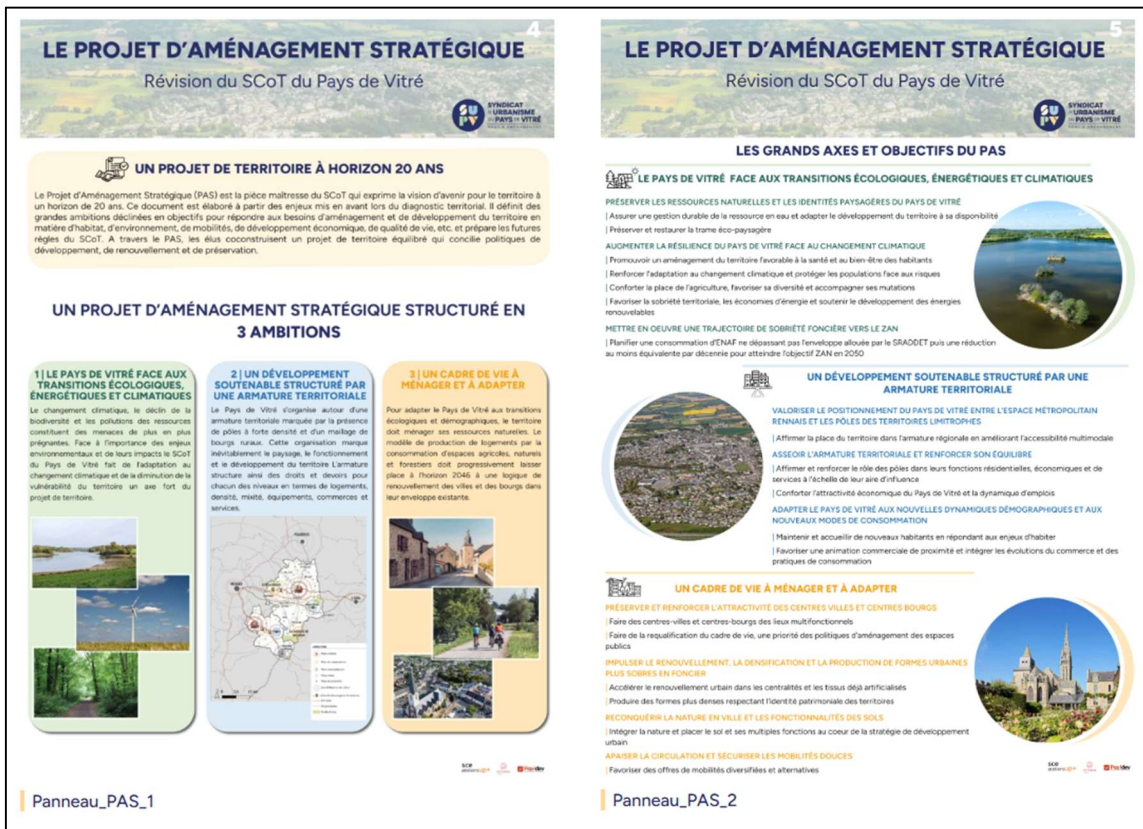 4
LE PROJET D'AMÉNAGEMENT STRATÉGIQUE
Révision du SCoT du Pays de Vitré
SUPV
SYNDICAT
D'URBANISME
DU PAYS DE VITRÉ
UN PROJET DE TERRITOIRE À HORIZON 20 ANS
Le Projet d'Aménagement Stratégique (PAS) est la pièce maîtresse du SCoT qui exprime la vision d'avenir pour le territoire à
un horizon de 20 ans. Ce document est élaboré à partir des enjeux mis en avant lors du diagnostic territorial. Il définit des
grandes ambitions déclinées en objectifs pour répondre aux besoins d'aménagement et de développement du territoire en
matière d'habitat, d'environnement, de mobilités, de développement économique, de qualité de vie, etc. et prépare les futures
règles du SCoT. A travers le PAS, les élus coconstruisent un projet de territoire équilibré qui concilie politiques de
développement, de renouvellement et de préservation.
UN PROJET D'AMÉNAGEMENT STRATÉGIQUE STRUCTURÉ EN
3 AMBITIONS
1 | LE PAYS DE VITRÉ FACE AUX
TRANSITIONS ÉCOLOGIQUES,
ÉNERGÉTIQUES ET CLIMATIQUES
Le changement climatique, le déclin de la
biodiversité et les pollutions des ressources
constituent des menaces de plus en plus
prégnantes. Face à l'importance des enjeux
environnementaux et de leurs impacts le SCoT
du Pays de Vitré fait de l'adaptation au
changement climatique et de la diminution de la
vulnérabilité du territoire un axe fort du
projet de territoire.
2 | UN DÉVELOPPEMENT
SOUTENABLE STRUCTURÉ PAR
UNE ARMATURE TERRITORIALE
Le Pays de Vitré s'organise autour d'une
armature territoriale marquée par la présence
de pôles à forte densité et d'un maillage de
bourgs ruraux. Cette organisation marque
inévitablement le paysage, le fonctionnement
et le développement du territoire L'armature
structure ainsi des droits et devoirs pour
chacun des niveaux en termes de logements,
densité, mixité, équipements, commerces et
services.
3 | UN CADRE DE VIE À
MÉNAGER ET À ADAPTER
Pour adapter le Pays de Vitré aux transitions
écologiques et démographiques, le territoire
doit ménager ses ressources naturelles. Le
modèle de production de logements par la
consommation d'espaces agricoles, naturels
et forestiers doit progressivement laisser
place à l'horizon 2046 à une logique de
renouvellement des villes et des bourgs dans
leur enveloppe existante.
sce
Panneau_PAS_1
5
LE PROJET D'AMÉNAGEMENT STRATÉGIQUE
Révision du SCoT du Pays de Vitré
SUPV
SYNDICAT
D'URBANISME
DU PAYS DE VITRÉ
LES GRANDS AXES ET OBJECTIFS DU PAS
LE PAYS DE VITRÉ FACE AUX TRANSITIONS ÉCOLOGIQUES, ÉNERGÉTIQUES ET CLIMATIQUES
PRÉSERVER LES RESSOURCES NATURELLES ET LES IDENTITÉS PAYSAGÈRES DU PAYS DE VITRÉ
| Assurer une gestion durable de la ressource en eau et adapter le développement du territoire à sa disponibilité
| Préserver et restaurer la trame éco-paysagère
AUGMENTER LA RÉSILIENCE DU PAYS DE VITRÉ FACE AU CHANGEMENT CLIMATIQUE
| Promouvoir un aménagement du territoire favorable à la santé et au bien-être des habitants
| Renforcer l'adaptation au changement climatique et protéger les populations face aux risques
| Conforter la place de l'agriculture, favoriser sa diversité et accompagner ses mutations
| Favoriser la sobriété territoriale, les économies d'énergie et soutenir le développement des énergies
renouvelables
METTRE EN OEUVRE UNE TRAJECTOIRE DE SOBRIÉTÉ FONCIÈRE VERS LE ZAN
| Planifier une consommation d'ENAF ne dépassant pas l'enveloppe allouée par le SRADDET puis une réduction
au moins équivalente par décennie pour atteindre l'objectif ZAN en 2050
UN DÉVELOPPEMENT SOUTENABLE STRUCTURÉ PAR UNE
ARMATURE TERRITORIALE
VALORISER LE POSITIONNEMENT DU PAYS DE VITRÉ ENTRE L'ESPACE MÉTROPOLITAIN
RENNAIS ET LES PÔLES DES TERRITOIRES LIMITROPHES
| Affirmer la place du territoire dans l'armature régionale en améliorant l'accessibilité multimodale
ASSEOIR L'ARMATURE TERRITORIALE ET RENFORCER SON ÉQUILIBRE
| Affirmer et renforcer le rôle des pôles dans leurs fonctions résidentielles, économiques et de
services à l'échelle de leur aire d'influence
| Conforter l'attractivité économique du Pays de Vitré et la dynamique d'emplois
ADAPTER LE PAYS DE VITRÉ AUX NOUVELLES DYNAMIQUES DÉMOGRAPHIQUES ET AUX
NOUVEAUX MODES DE CONSOMMATION
| Maintenir et accueillir de nouveaux habitants en répondant aux enjeux d'habiter
| Favoriser une animation commerciale de proximité et intégrer les évolutions du commerce et des
pratiques de consommation
UN CADRE DE VIE À MÉNAGER ET À ADAPTER
PRÉSERVER ET RENFORCER L'ATTRACTIVITÉ DES CENTRES VILLES ET CENTRES BOURGS
| Faire des centres-villes et centres-bourgs des lieux multifonctionnels
| Faire de la requalification du cadre de vie, une priorité des politiques d'aménagement des espaces
publics
IMPULSER LE RENOUVELLEMENT, LA DENSIFICATION ET LA PRODUCTION DE FORMES URBAINES
PLUS SOBRES EN FONCIER
| Accélérer le renouvellement urbain dans les centralités et les tissus déjà artificialisés
| Produire des formes plus denses respectant l'identité patrimoniale des territoires
RECONQUÉRIR LA NATURE EN VILLE ET LES FONCTIONNALITÉS DES SOLS
| Intégrer la nature et placer le sol et ses multiples fonctions au coeur de la stratégie de développement
urbain
APAISER LA CIRCULATION ET SÉCURISER LES MOBILITÉS DOUCES
| Favoriser des offres de mobilités diversifiées et alternatives
sce
Panneau_PAS_2